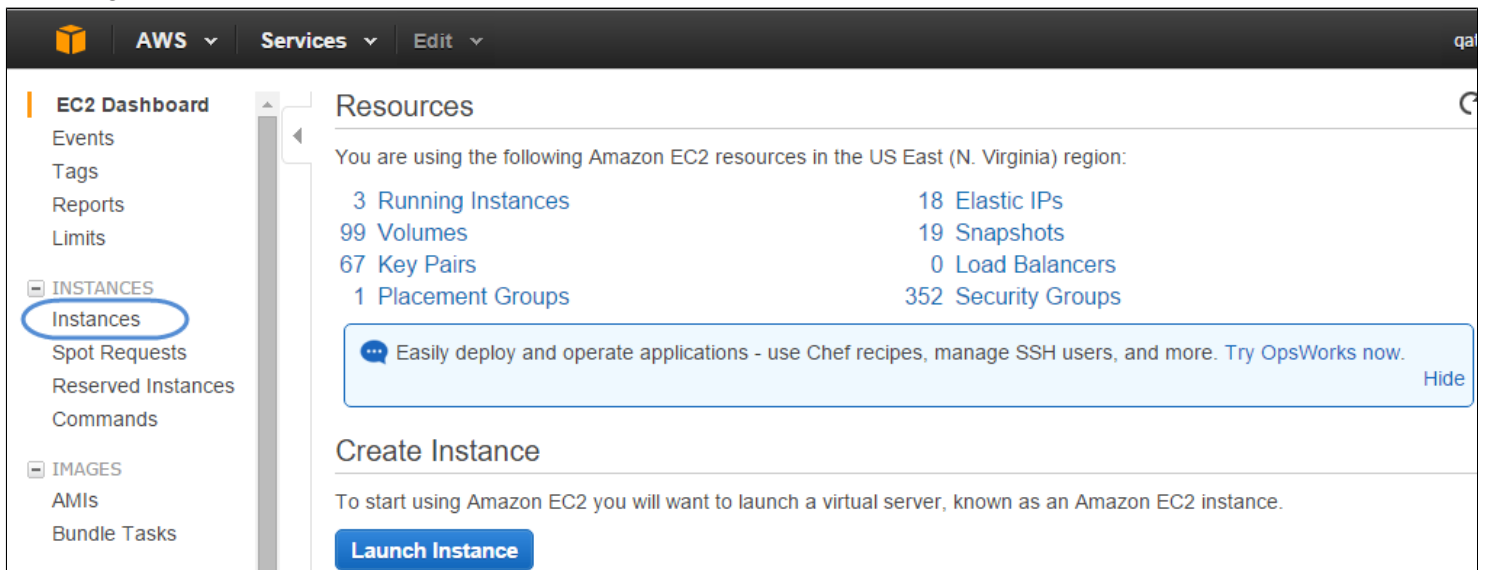 AWS Services Edit
EC2 Dashboard
Events
Tags
Reports
Limits
INSTANCES
Instances
Spot Requests
Reserved Instances
Commands
IMAGES
AMIs
Bundle Tasks
Resources
You are using the following Amazon EC2 resources in the US East (N. Virginia) region:
3 Running Instances 18 Elastic IPs
99 Volumes 19 Snapshots
67 Key Pairs 0 Load Balancers
1 Placement Groups 352 Security Groups
Easily deploy and operate applications - use Chef recipes, manage SSH users, and more. Try OpsWorks now.
Hide
Create Instance
To start using Amazon EC2 you will want to launch a virtual server, known as an Amazon EC2 instance.
Launch Instance